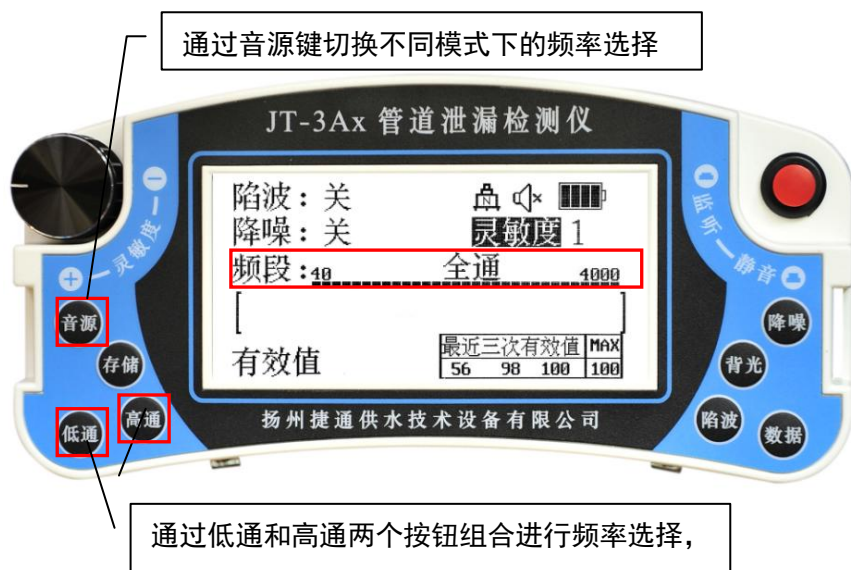 通过音源键切换不同模式下的频率选择
JT-3Ax 管道泄漏检测仪
陷波：关
N
降噪：关
灵敏度 1
频段：40 全通 4000
[ ]
有效值
最近三次有效值 MAX
56 98 100 100
灵敏度
监听
静音
音源
存储
低通
高通
降噪
背光
陷波
数据
扬州捷通供水技术设备有限公司
通过低通和高通两个按钮组合进行频率选择，